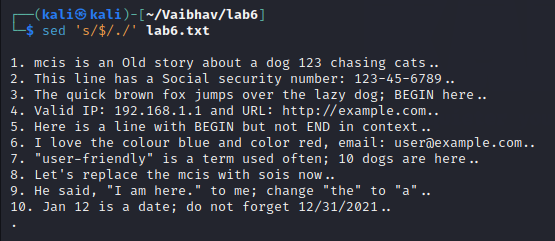 ┌──(kali㉿kali)-[~/Vaibhav/lab6]
└─$ sed 's/$/./' lab6.txt
1. mcis is an Old story about a dog 123 chasing cats..
2. This line has a Social security number: 123-45-6789..
3. The quick brown fox jumps over the lazy dog; BEGIN here..
4. Valid IP: 192.168.1.1 and URL: http://example.com..
5. Here is a line with BEGIN but not END in context..
6. I love the colour blue and color red, email: user@example.com..
7. "user-friendly" is a term used often; 10 dogs are here..
8. Let's replace the mcis with sois now..
9. He said, "I am here." to me; change "the" to "a"..
10. Jan 12 is a date; do not forget 12/31/2021..
.